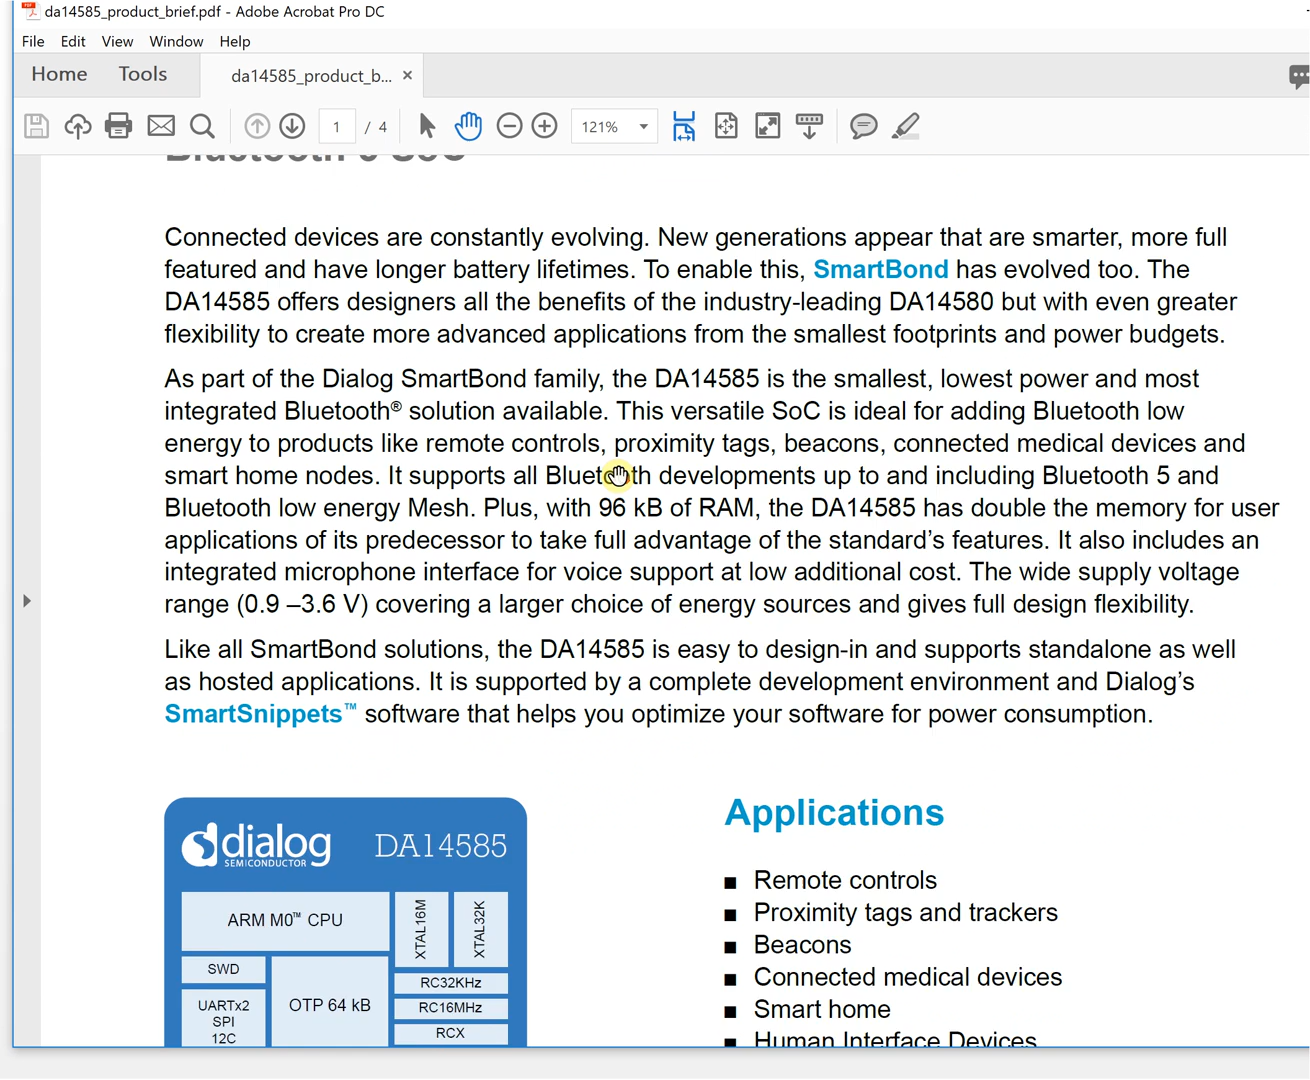 da14585_product_brief.pdf - Adobe Acrobat Pro DC
File Edit View Window Help
Home Tools da14585_product_b... ×
1 / 4 121%
Bluetooth 5 SoC
Connected devices are constantly evolving. New generations appear that are smarter, more full
featured and have longer battery lifetimes. To enable this, SmartBond has evolved too. The
DA14585 offers designers all the benefits of the industry-leading DA14580 but with even greater
flexibility to create more advanced applications from the smallest footprints and power budgets.
As part of the Dialog SmartBond family, the DA14585 is the smallest, lowest power and most
integrated Bluetooth® solution available. This versatile SoC is ideal for adding Bluetooth low
energy to products like remote controls, proximity tags, beacons, connected medical devices and
smart home nodes. It supports all Bluetooth developments up to and including Bluetooth 5 and
Bluetooth low energy Mesh. Plus, with 96 kB of RAM, the DA14585 has double the memory for user
applications of its predecessor to take full advantage of the standard's features. It also includes an
integrated microphone interface for voice support at low additional cost. The wide supply voltage
range (0.9 –3.6 V) covering a larger choice of energy sources and gives full design flexibility.
Like all SmartBond solutions, the DA14585 is easy to design-in and supports standalone as well
as hosted applications. It is supported by a complete development environment and Dialog's
SmartSnippets™ software that helps you optimize your software for power consumption.
dialog
SEMICONDUCTOR
DA14585
ARM M0™ CPU
XTAL16M
XTAL32K
SWD
UARTx2
SPI
12C
OTP 64 kB
RC32KHz
RC16MHz
RCX
Applications
■ Remote controls
■ Proximity tags and trackers
■ Beacons
■ Connected medical devices
■ Smart home
■ Human Interface Devices